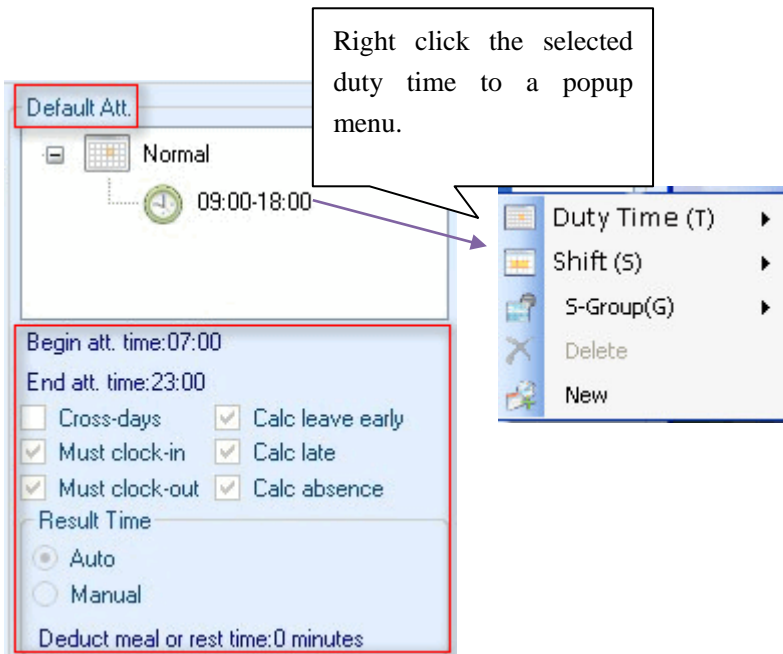 Right click the selected
duty time to a popup
menu.
Default Att.
Normal
09:00-18:00
Duty Time (T)
Shift (S)
S-Group(G)
Delete
New
Begin att. time:07:00
End att. time:23:00
Cross-days Calc leave early
Must clock-in Calc late
Must clock-out Calc absence
Result Time
Auto
Manual
Deduct meal or rest time:0 minutes